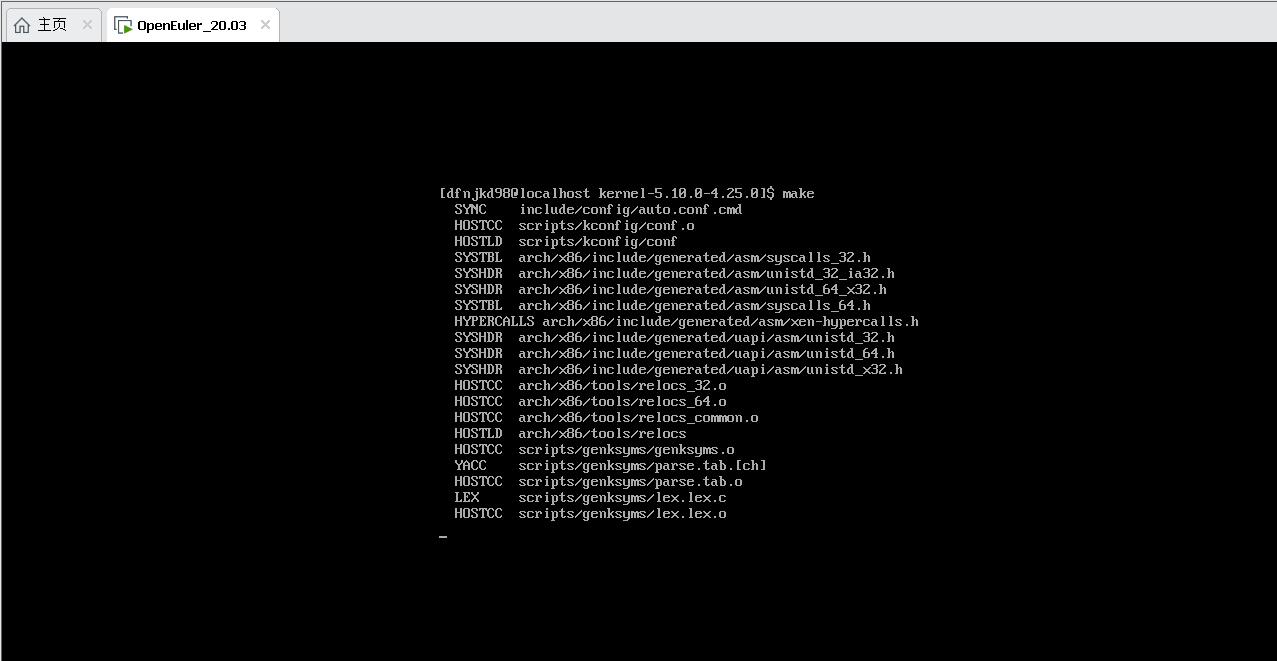 主页
OpenEuler_20.03
[dfnjkd98@localhost kernel-5.10.0-4.25.0]$ make
SYNC    include/config/auto.conf.cmd
HOSTCC  scripts/kconfig/conf.o
HOSTLD  scripts/kconfig/conf
SYSTBL  arch/x86/include/generated/asm/syscalls_32.h
SYSHDR  arch/x86/include/generated/asm/unistd_32_ia32.h
SYSHDR  arch/x86/include/generated/asm/unistd_64_x32.h
SYSTBL  arch/x86/include/generated/asm/syscalls_64.h
HYPERCALLS arch/x86/include/generated/asm/xen-hypercalls.h
SYSHDR  arch/x86/include/generated/uapi/asm/unistd_32.h
SYSHDR  arch/x86/include/generated/uapi/asm/unistd_64.h
SYSHDR  arch/x86/include/generated/uapi/asm/unistd_x32.h
HOSTCC  arch/x86/tools/relocs_32.o
HOSTCC  arch/x86/tools/relocs_64.o
HOSTCC  arch/x86/tools/relocs_common.o
HOSTLD  arch/x86/tools/relocs
HOSTCC  scripts/genksyms/genksyms.o
YACC    scripts/genksyms/parse.tab.[ch]
HOSTCC  scripts/genksyms/parse.tab.o
LEX     scripts/genksyms/lex.lex.c
HOSTCC  scripts/genksyms/lex.lex.o